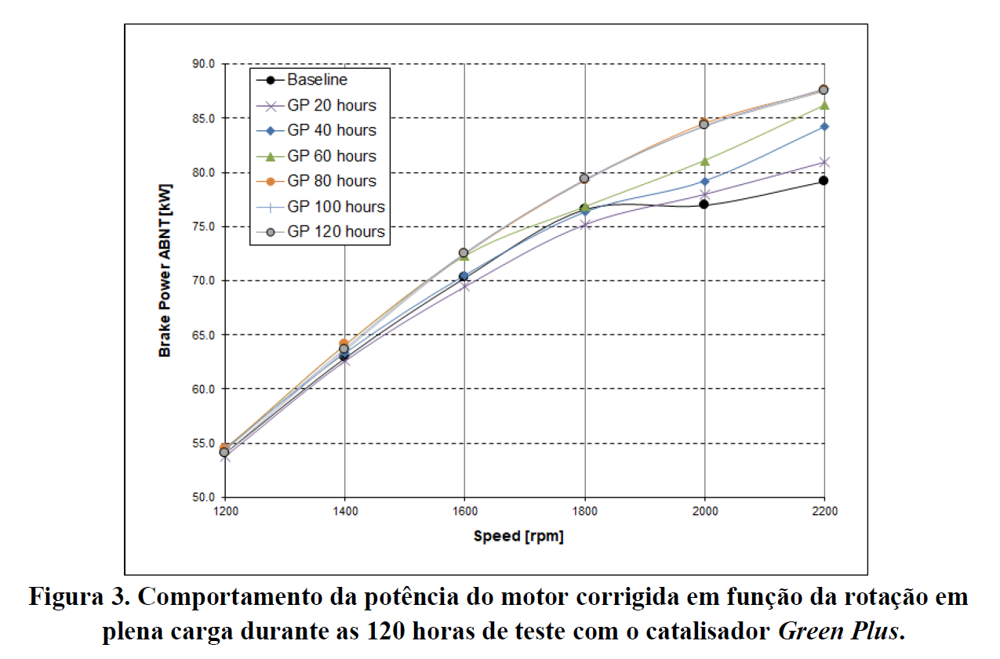 90.0
85.0
80.0
75.0
70.0
65.0
60.0
55.0
50.0
Brake Power ABNT [kW]
Baseline
GP 20 hours
GP 40 hours
GP 60 hours
GP 80 hours
GP 100 hours
GP 120 hours
1200 1400 1600 1800 2000 2200
Speed [rpm]
Figura 3. Comportamento da potência do motor corrigida em função da rotação em
plena carga durante as 120 horas de teste com o catalisador Green Plus.